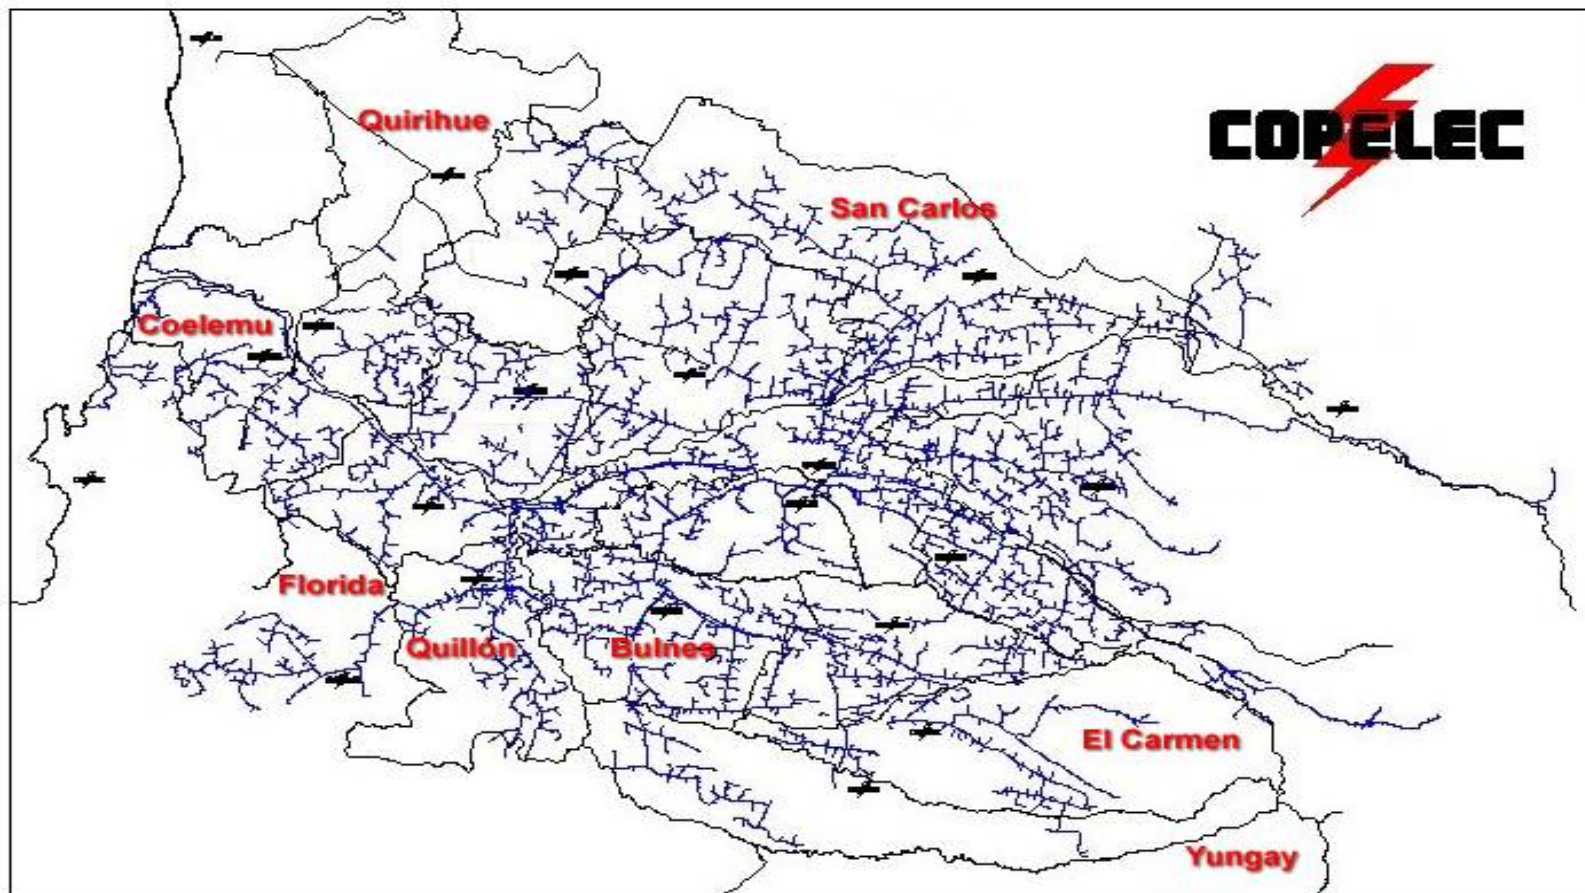 Quirihue
COPELEC
San Carlos
Coelemu
Florida
Quillón
Bulnes
El Carmen
Yungay